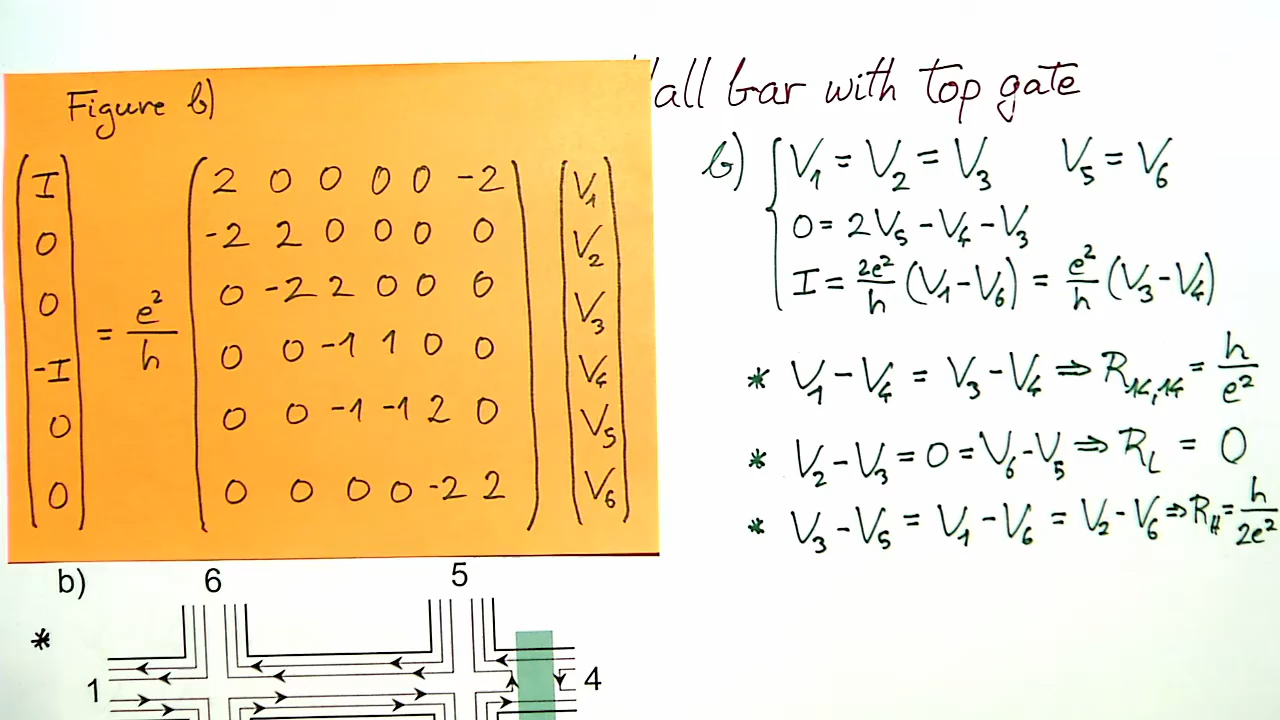 all bar with top gate
Figure b)
( I 0 0 -I 0 0 ) = e²/h
( 2 0 0 0 0 -2
-2 2 0 0 0 0
0 -2 2 0 0 0
0 0 -1 1 0 0
0 0 -1 -1 2 0
0 0 0 0 -2 2 )
( V₁ V₂ V₃ V₄ V₅ V₆ )
b) { V₁ = V₂ = V₃ V₅ = V₆
0 = 2V₅ - V₄ - V₃
I = 2e²/h (V₁ - V₆) = e²/h (V₃ - V₄)
* V₁ - V₄ = V₃ - V₄ ⇒ R₁₄,₁₄ = h/e²
* V₂ - V₃ = 0 = V₆ - V₅ ⇒ R_L = 0
* V₃ - V₅ = V₁ - V₆ = V₂ - V₆ ⇒ R_H = h/2e²
b) 6 5
*
1 4